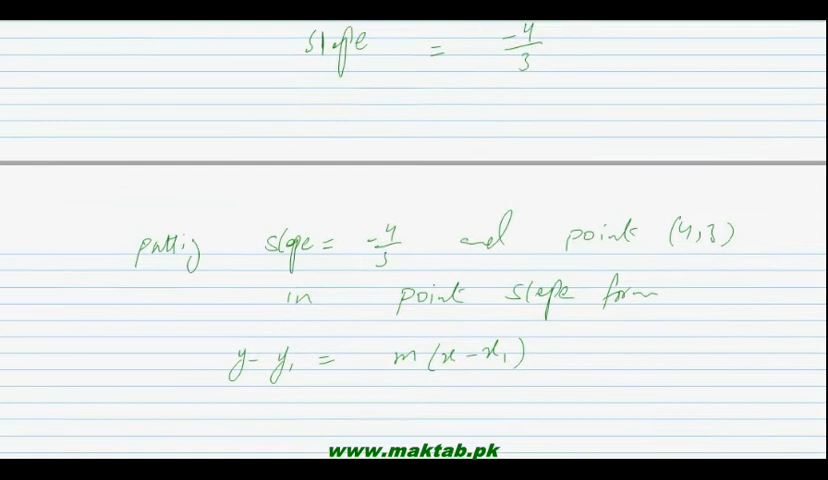 slope = -4/3
putting slope = -4/3 and point (4,3)
in point slope form
y - y₁ = m(x - x₁)
www.maktab.pk